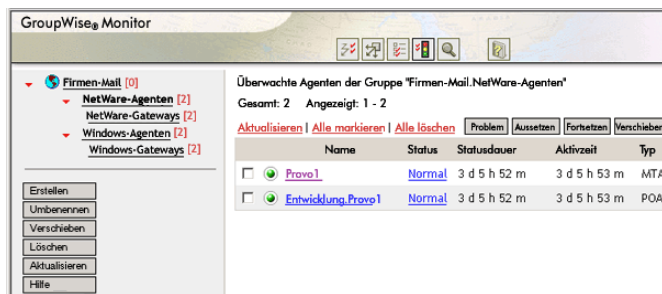 GroupWise® Monitor
Firmen-Mail [0]
NetWare-Agenten [2]
NetWare-Gateways [2]
Windows-Agenten [2]
Windows-Gateways [2]
Erstellen
Umbenennen
Verschieben
Löschen
Aktualisieren
Hilfe
Überwachte Agenten der Gruppe "Firmen-Mail.NetWare-Agenten"
Gesamt: 2 Angezeigt: 1 - 2
Aktualisieren | Alle markieren | Alle löschen Problem Aussetzen Fortsetzen Verschieben
Name Status Statusdauer Aktivzeit Typ
Provo1 Normal 3 d 5 h 52 m 3 d 5 h 53 m MTA
Entwicklung.Provo1 Normal 3 d 5 h 52 m 3 d 5 h 53 m POA